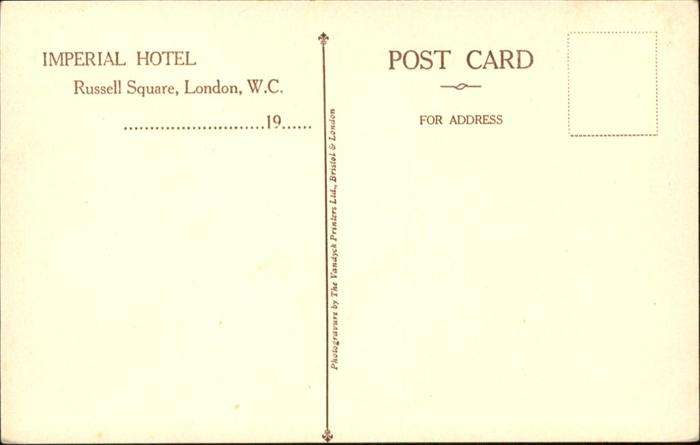 IMPERIAL HOTEL
Russell Square, London, W.C.
................................19......
Photogravure by The Vandyck Printers Ltd., Bristol & London
POST CARD
FOR ADDRESS